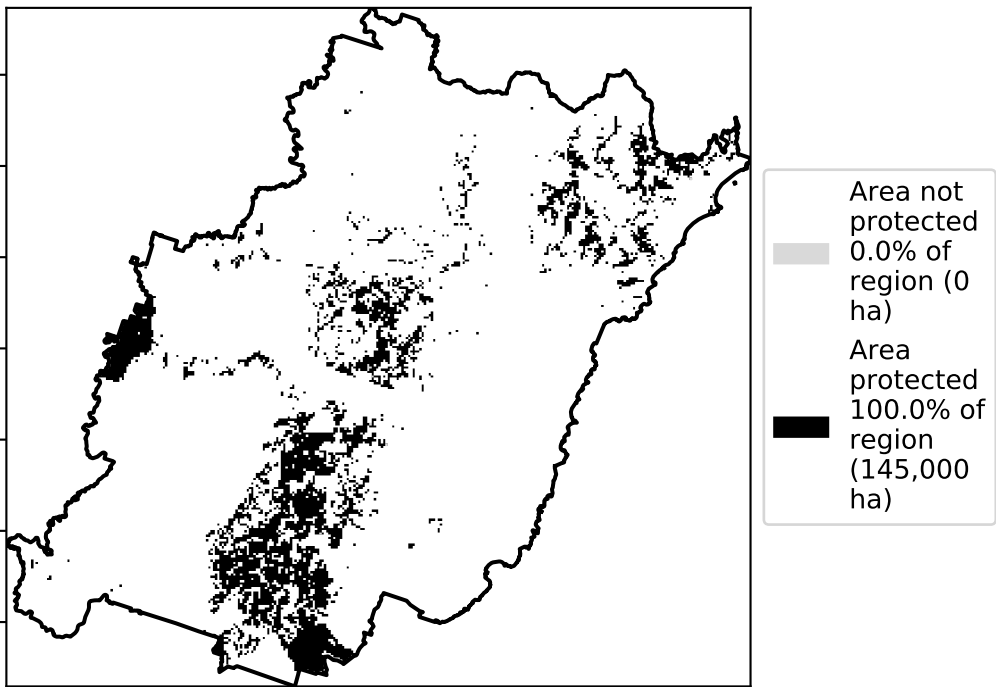 Area not
protected
0.0% of
region (0
ha)
Area
protected
100.0% of
region
(145,000
ha)